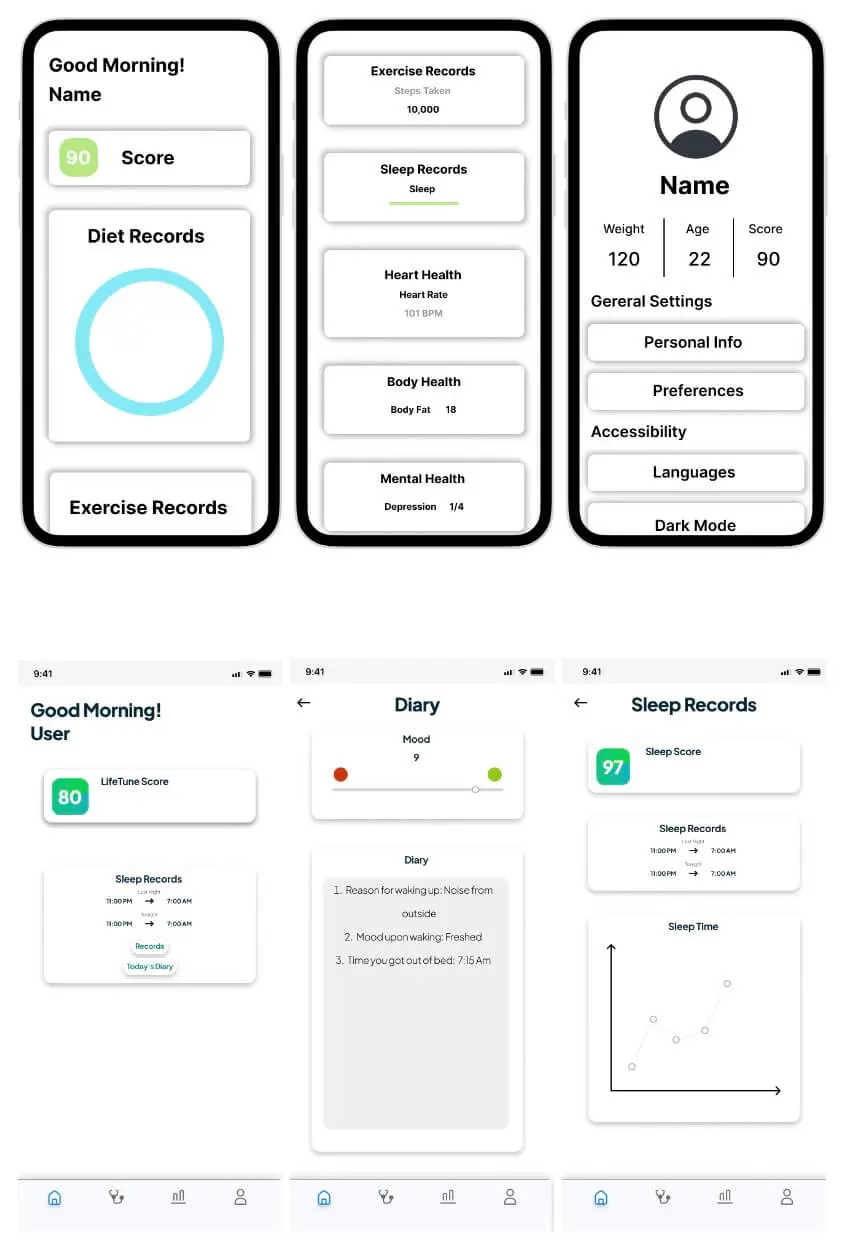 Good Morning!
Name
90 Score
Diet Records
Exercise Records
Exercise Records
Steps Taken
10,000
Sleep Records
Sleep
Heart Health
Heart Rate
101 BPM
Body Health
Body Fat 18
Mental Health
Depression 1/4
Name
Weight Age Score
120 22 90
Gereral Settings
Personal Info
Preferences
Accessibility
Languages
Dark Mode
9:41
Good Morning!
User
80 LifeTune Score
Sleep Records
Last Night
11:00 PM → 7:00 AM
Tonight
11:00 PM → 7:00 AM
Records
Today's Diary
9:41
← Diary
Mood
9
Diary
1. Reason for waking up: Noise from
outside
2. Mood upon waking: Freshed
3. Time you got out of bed: 7:15 Am
9:41
← Sleep Records
97 Sleep Score
Sleep Records
Last Night
11:00 PM → 7:00 AM
Tonight
11:00 PM → 7:00 AM
Sleep Time